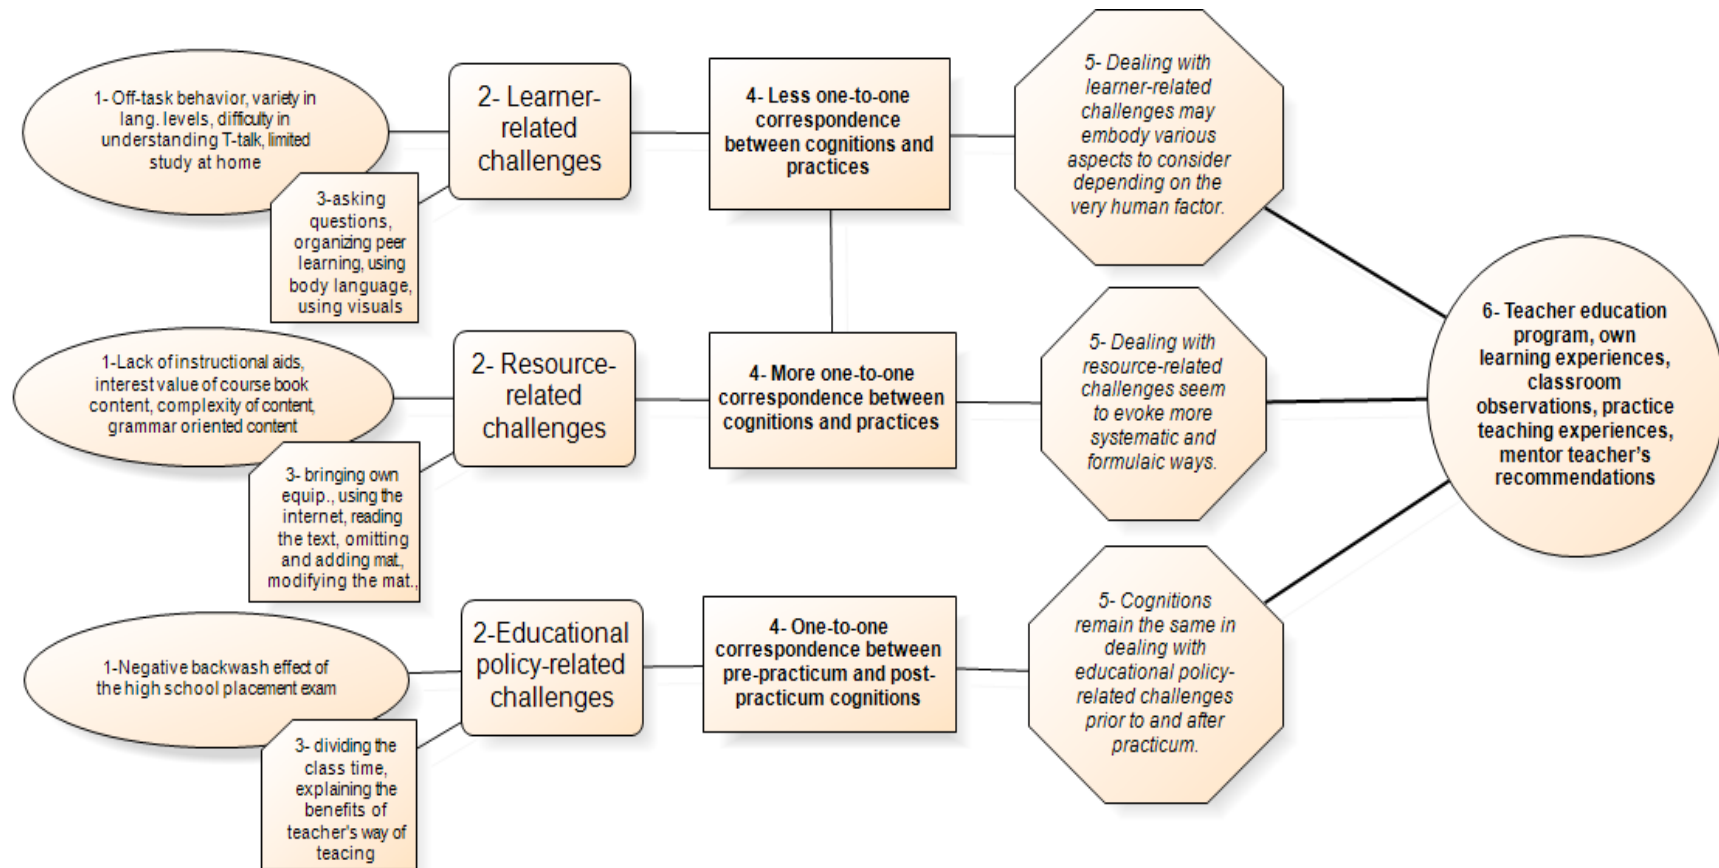 1- Off-task behavior, variety in
lang. levels, difficulty in
understanding T-talk, limited
study at home
2- Learner-
related
challenges
3-asking
questions,
organizing peer
learning, using
body language,
using visuals
4- Less one-to-one
correspondence
between cognitions and
practices
5- Dealing with
learner-related
challenges may
embody various
aspects to consider
depending on the
very human factor.
1-Lack of instructional aids,
interest value of course book
content, complexity of content,
grammar oriented content
2- Resource-
related
challenges
3- bringing own
equip., using the
internet, reading
the text, omitting
and adding mat.,
modifying the mat.,
4- More one-to-one
correspondence between
cognitions and practices
5- Dealing with
resource-related
challenges seem
to evoke more
systematic and
formulaic ways.
1-Negative backwash effect of
the high school placement exam
2-Educational
policy-related
challenges
3- dividing the
class time,
explaining the
benefits of
teacher's way of
teacing
4- One-to-one
correspondence between
pre-practicum and post-
practicum cognitions
5- Cognitions
remain the same in
dealing with
educational policy-
related challenges
prior to and after
practicum.
6- Teacher education
program, own
learning experiences,
classroom
observations, practice
teaching experiences,
mentor teacher's
recommendations